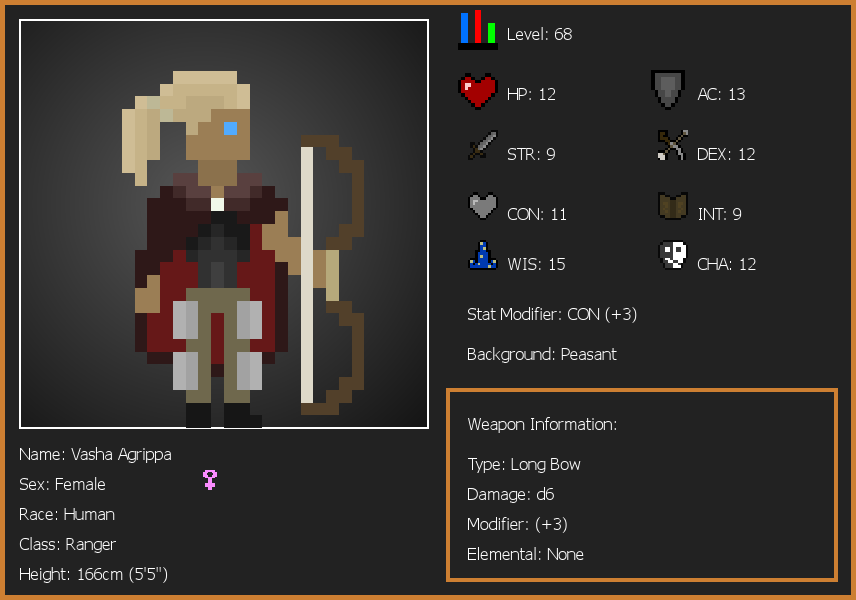 Level: 68
HP: 12
AC: 13
STR: 9
DEX: 12
CON: 11
INT: 9
WIS: 15
CHA: 12
Stat Modifier: CON (+3)
Background: Peasant
Weapon Information:
Type: Long Bow
Damage: d6
Modifier: (+3)
Elemental: None
Name: Vasha Agrippa
Sex: Female
Race: Human
Class: Ranger
Height: 166cm (5'5")